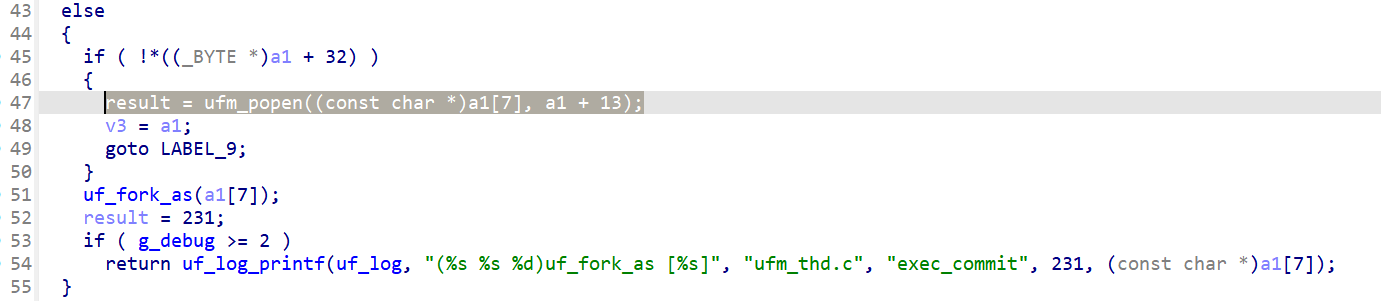 43 else
44 {
45 if ( !*((_BYTE *)a1 + 32) )
46 {
47 result = ufm_popen((const char *)a1[7], a1 + 13);
48 v3 = a1;
49 goto LABEL_9;
50 }
51 uf_fork_as(a1[7]);
52 result = 231;
53 if ( g_debug >= 2 )
54 return uf_log_printf(uf_log, "(%s %s %d)uf_fork_as [%s]", "ufm_thd.c", "exec_commit", 231, (const char *)a1[7]);
55 }